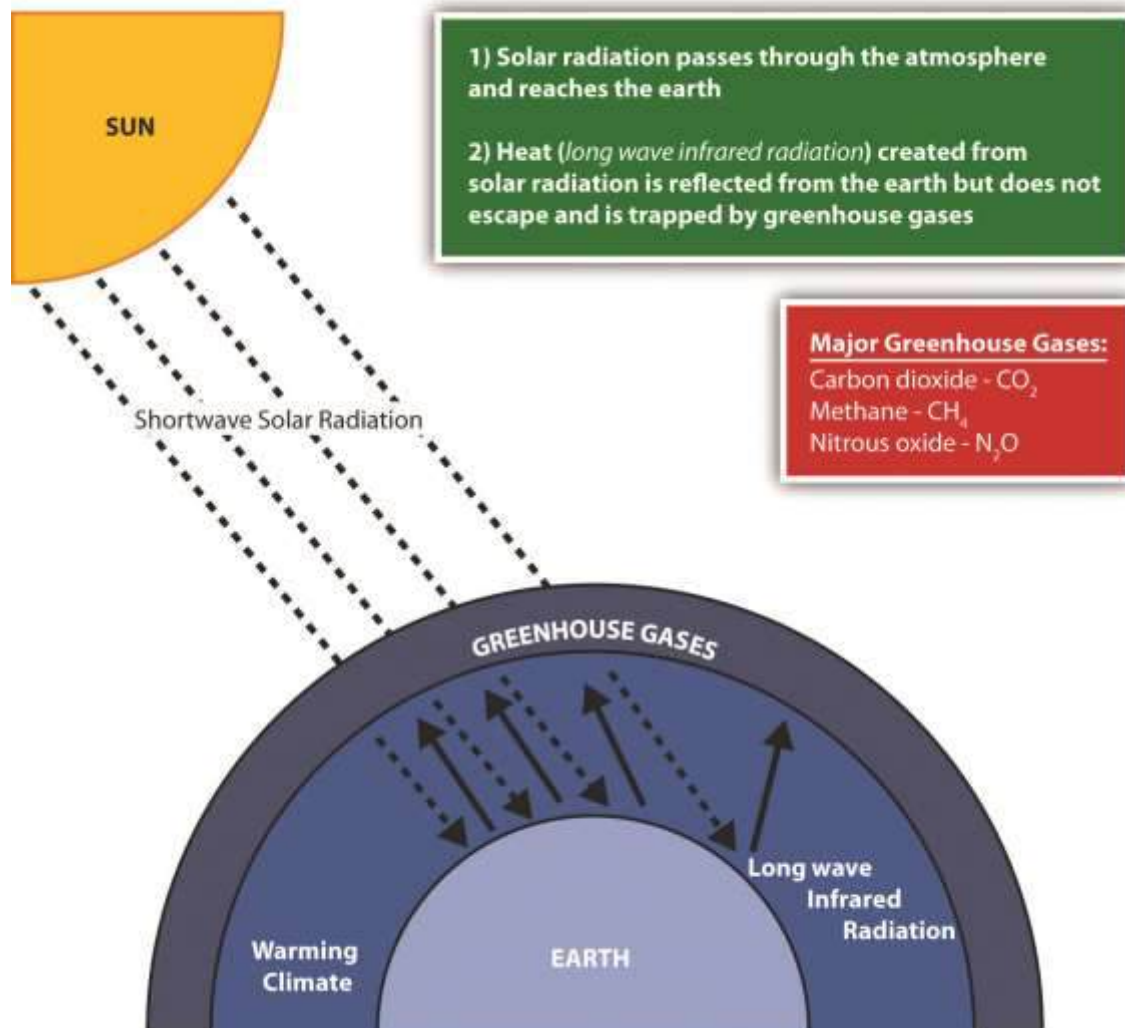 SUN
1) Solar radiation passes through the atmosphere
and reaches the earth
2) Heat (long wave infrared radiation) created from
solar radiation is reflected from the earth but does not
escape and is trapped by greenhouse gases
Major Greenhouse Gases:
Carbon dioxide - CO₂
Methane - CH₄
Nitrous oxide - N₂O
Shortwave Solar Radiation
GREENHOUSE GASES
Long wave
Infrared
Radiation
Warming
Climate
EARTH